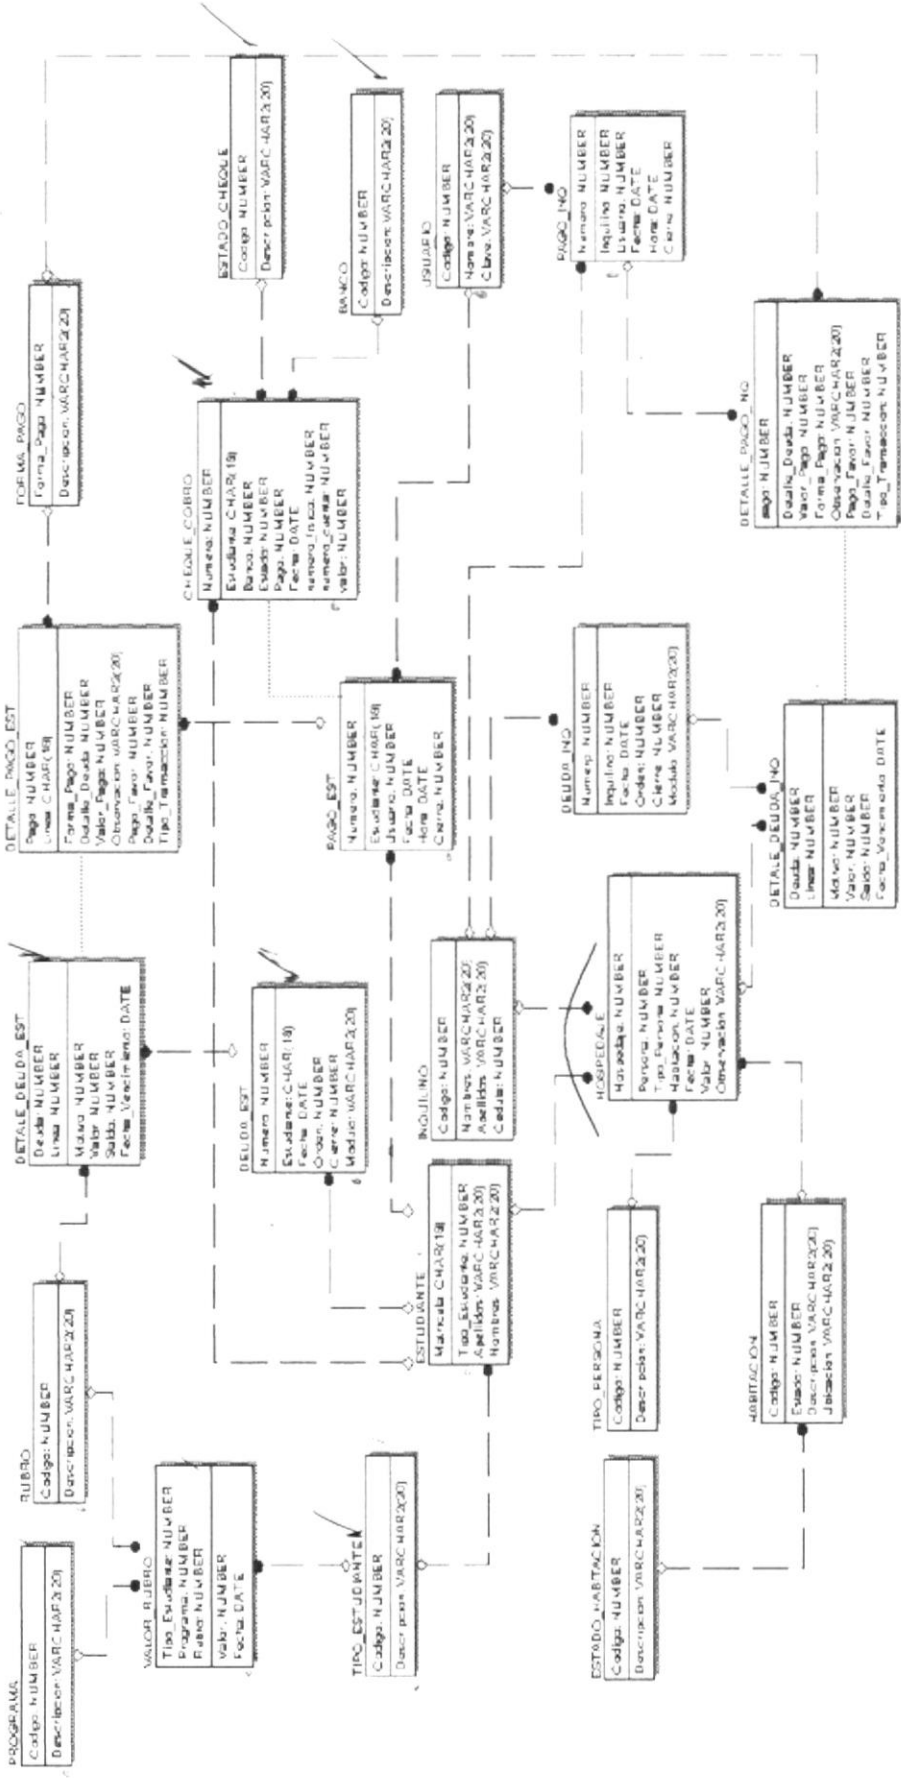 PROGRAMA
Codigo: NUMBER
Descripcion: VARCHAR2(20)
RUBRO
Codigo: NUMBER
Descripcion: VARCHAR2(20)
DETALE_DEUDA_EST
Deuda: NUMBER
Linea: NUMBER
Motivo: NUMBER
Valor: NUMBER
Saldo: NUMBER
Fecha_Vencimiento: DATE
DETALLE_PAGO_EST
Pago: NUMBER
Linea: CHAR(18)
Forma_Pago: NUMBER
Detalle_Deuda: NUMBER
Valor_Pago: NUMBER
Observacion: VARCHAR2(20)
Pago_Favor: NUMBER
Detalle_Favor: NUMBER
Tipo_Transaccion: NUMBER
FORMA_PAGO
Forma_Pago: NUMBER
Descripcion: VARCHAR2(20)
VALOR_RUBRO
Tipo_Estudiante: NUMBER
Programa: NUMBER
Rubro: NUMBER
Valor: NUMBER
Fecha: DATE
DEUDA_EST
Numero: NUMBER
Estudiante: CHAR(18)
Fecha: DATE
Orden: NUMBER
Cierre: NUMBER
Modulo: VARCHAR2(20)
CHEQUE_COBRO
Numero: NUMBER
Estudiante: CHAR(18)
Banco: NUMBER
Estado: NUMBER
Pago: NUMBER
Fecha: DATE
numero_fisico: NUMBER
numero_cuenta: NUMBER
valor: NUMBER
ESTADO_CHEQUE
Codigo: NUMBER
Descripcion: VARCHAR2(20)
TIPO_ESTUDIANTE
Codigo: NUMBER
Descripcion: VARCHAR2(20)
PAGO_EST
Numero: NUMBER
Estudiante: CHAR(18)
Usuario: NUMBER
Fecha: DATE
Hora: DATE
Cierre: NUMBER
BANCO
Codigo: NUMBER
Descripcion: VARCHAR2(20)
ESTUDIANTE
Matricula: CHAR(18)
Tipo_Estudiante: NUMBER
Apellidos: VARCHAR2(20)
Nombres: VARCHAR2(20)
INQUILINO
Codigo: NUMBER
Nombres: VARCHAR2(20)
Apellidos: VARCHAR2(20)
Cedula: NUMBER
USUARIO
Codigo: NUMBER
Nombre: VARCHAR2(20)
Clave: VARCHAR2(20)
ESTADO_HABITACION
Codigo: NUMBER
Descripcion: VARCHAR2(20)
TIPO_PERSONA
Codigo: NUMBER
Descripcion: VARCHAR2(20)
HOSPEDAJE
Hospedaje: NUMBER
Persona: NUMBER
Tipo_Persona: NUMBER
Habitacion: NUMBER
Fecha: DATE
Valor: NUMBER
Observacion: VARCHAR2(20)
DEUDA_INQ
Numero: NUMBER
Inquilino: NUMBER
Fecha: DATE
Orden: NUMBER
Cierre: NUMBER
Modulo: VARCHAR2(20)
PAGO_INQ
Numero: NUMBER
Inquilino: NUMBER
Usuario: NUMBER
Fecha: DATE
Hora: DATE
Cierre: NUMBER
HABITACION
Codigo: NUMBER
Estado: NUMBER
Descripcion: VARCHAR2(20)
Ubicacion: VARCHAR2(20)
DETALE_DEUDA_INQ
Deuda: NUMBER
Linea: NUMBER
Motivo: NUMBER
Valor: NUMBER
Saldo: NUMBER
Fecha_Vencimiento: DATE
DETALLE_PAGO_INQ
pago: NUMBER
Detalle_Deuda: NUMBER
Valor_Pago: NUMBER
Forma_Pago: NUMBER
Observacion: VARCHAR2(20)
Pago_Favor: NUMBER
Detalle_Favor: NUMBER
Tipo_Transaccion: NUMBER